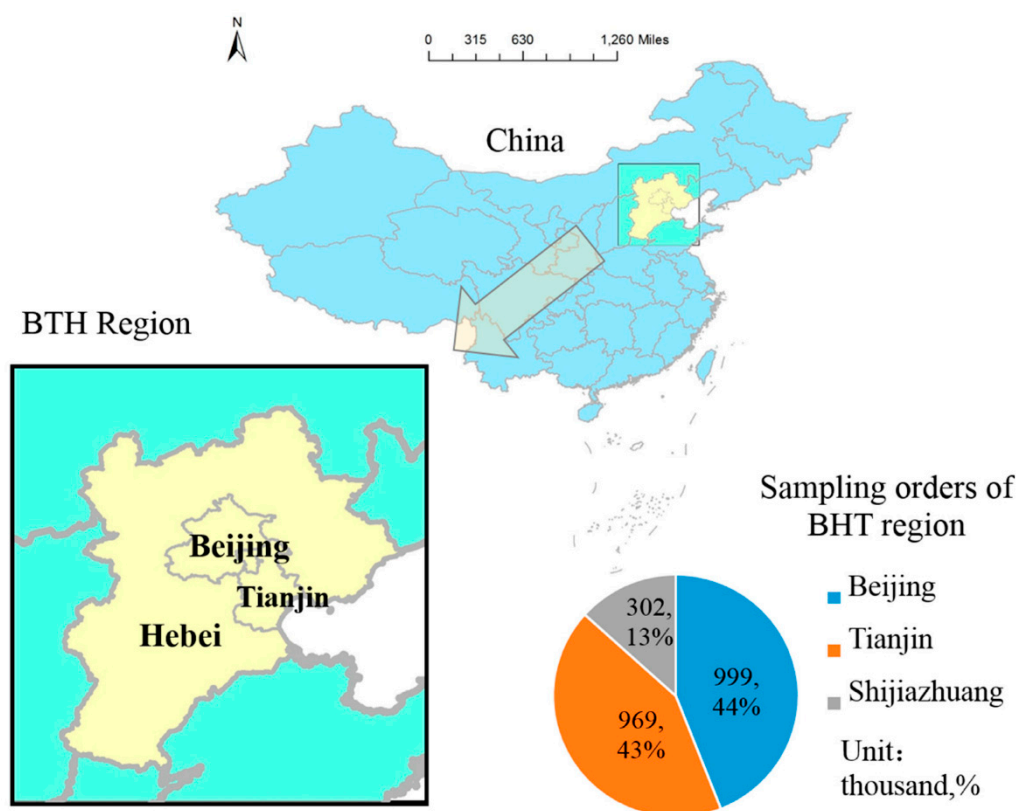 N
0 315 630 1,260 Miles
China
BTH Region
Beijing
Tianjin
Hebei
Sampling orders of
BHT region
302,
13%
999,
44%
969,
43%
Beijing
Tianjin
Shijiazhuang
Unit：
thousand,%